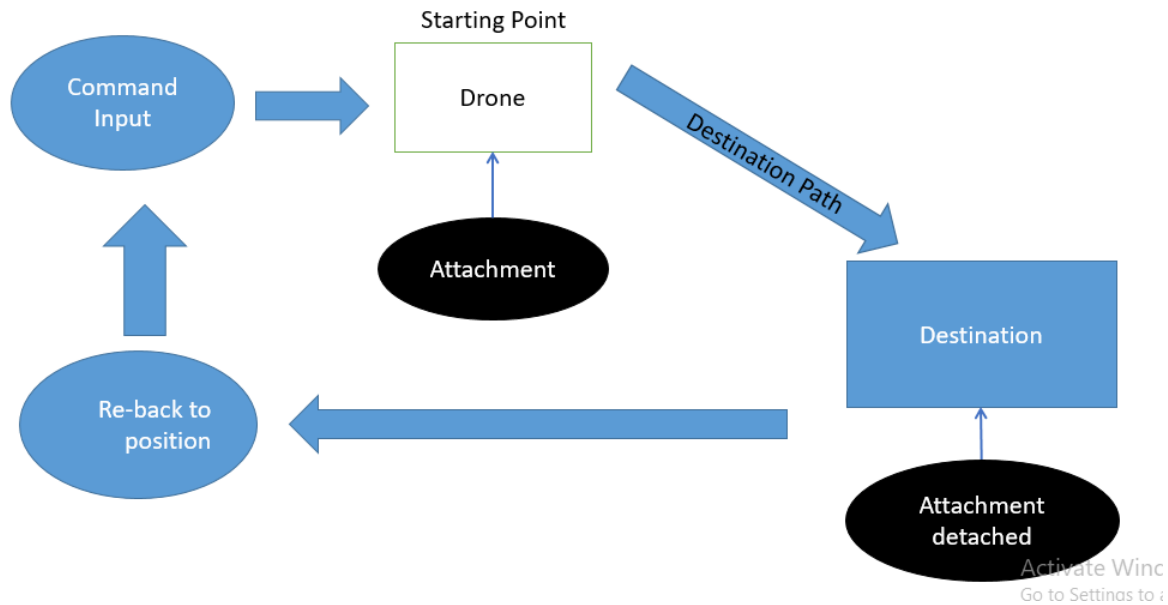 Starting Point
Command
Input
Drone
Destination Path
Attachment
Destination
Re-back to
position
Attachment
detached
Activate Wind
Go to Settings to a